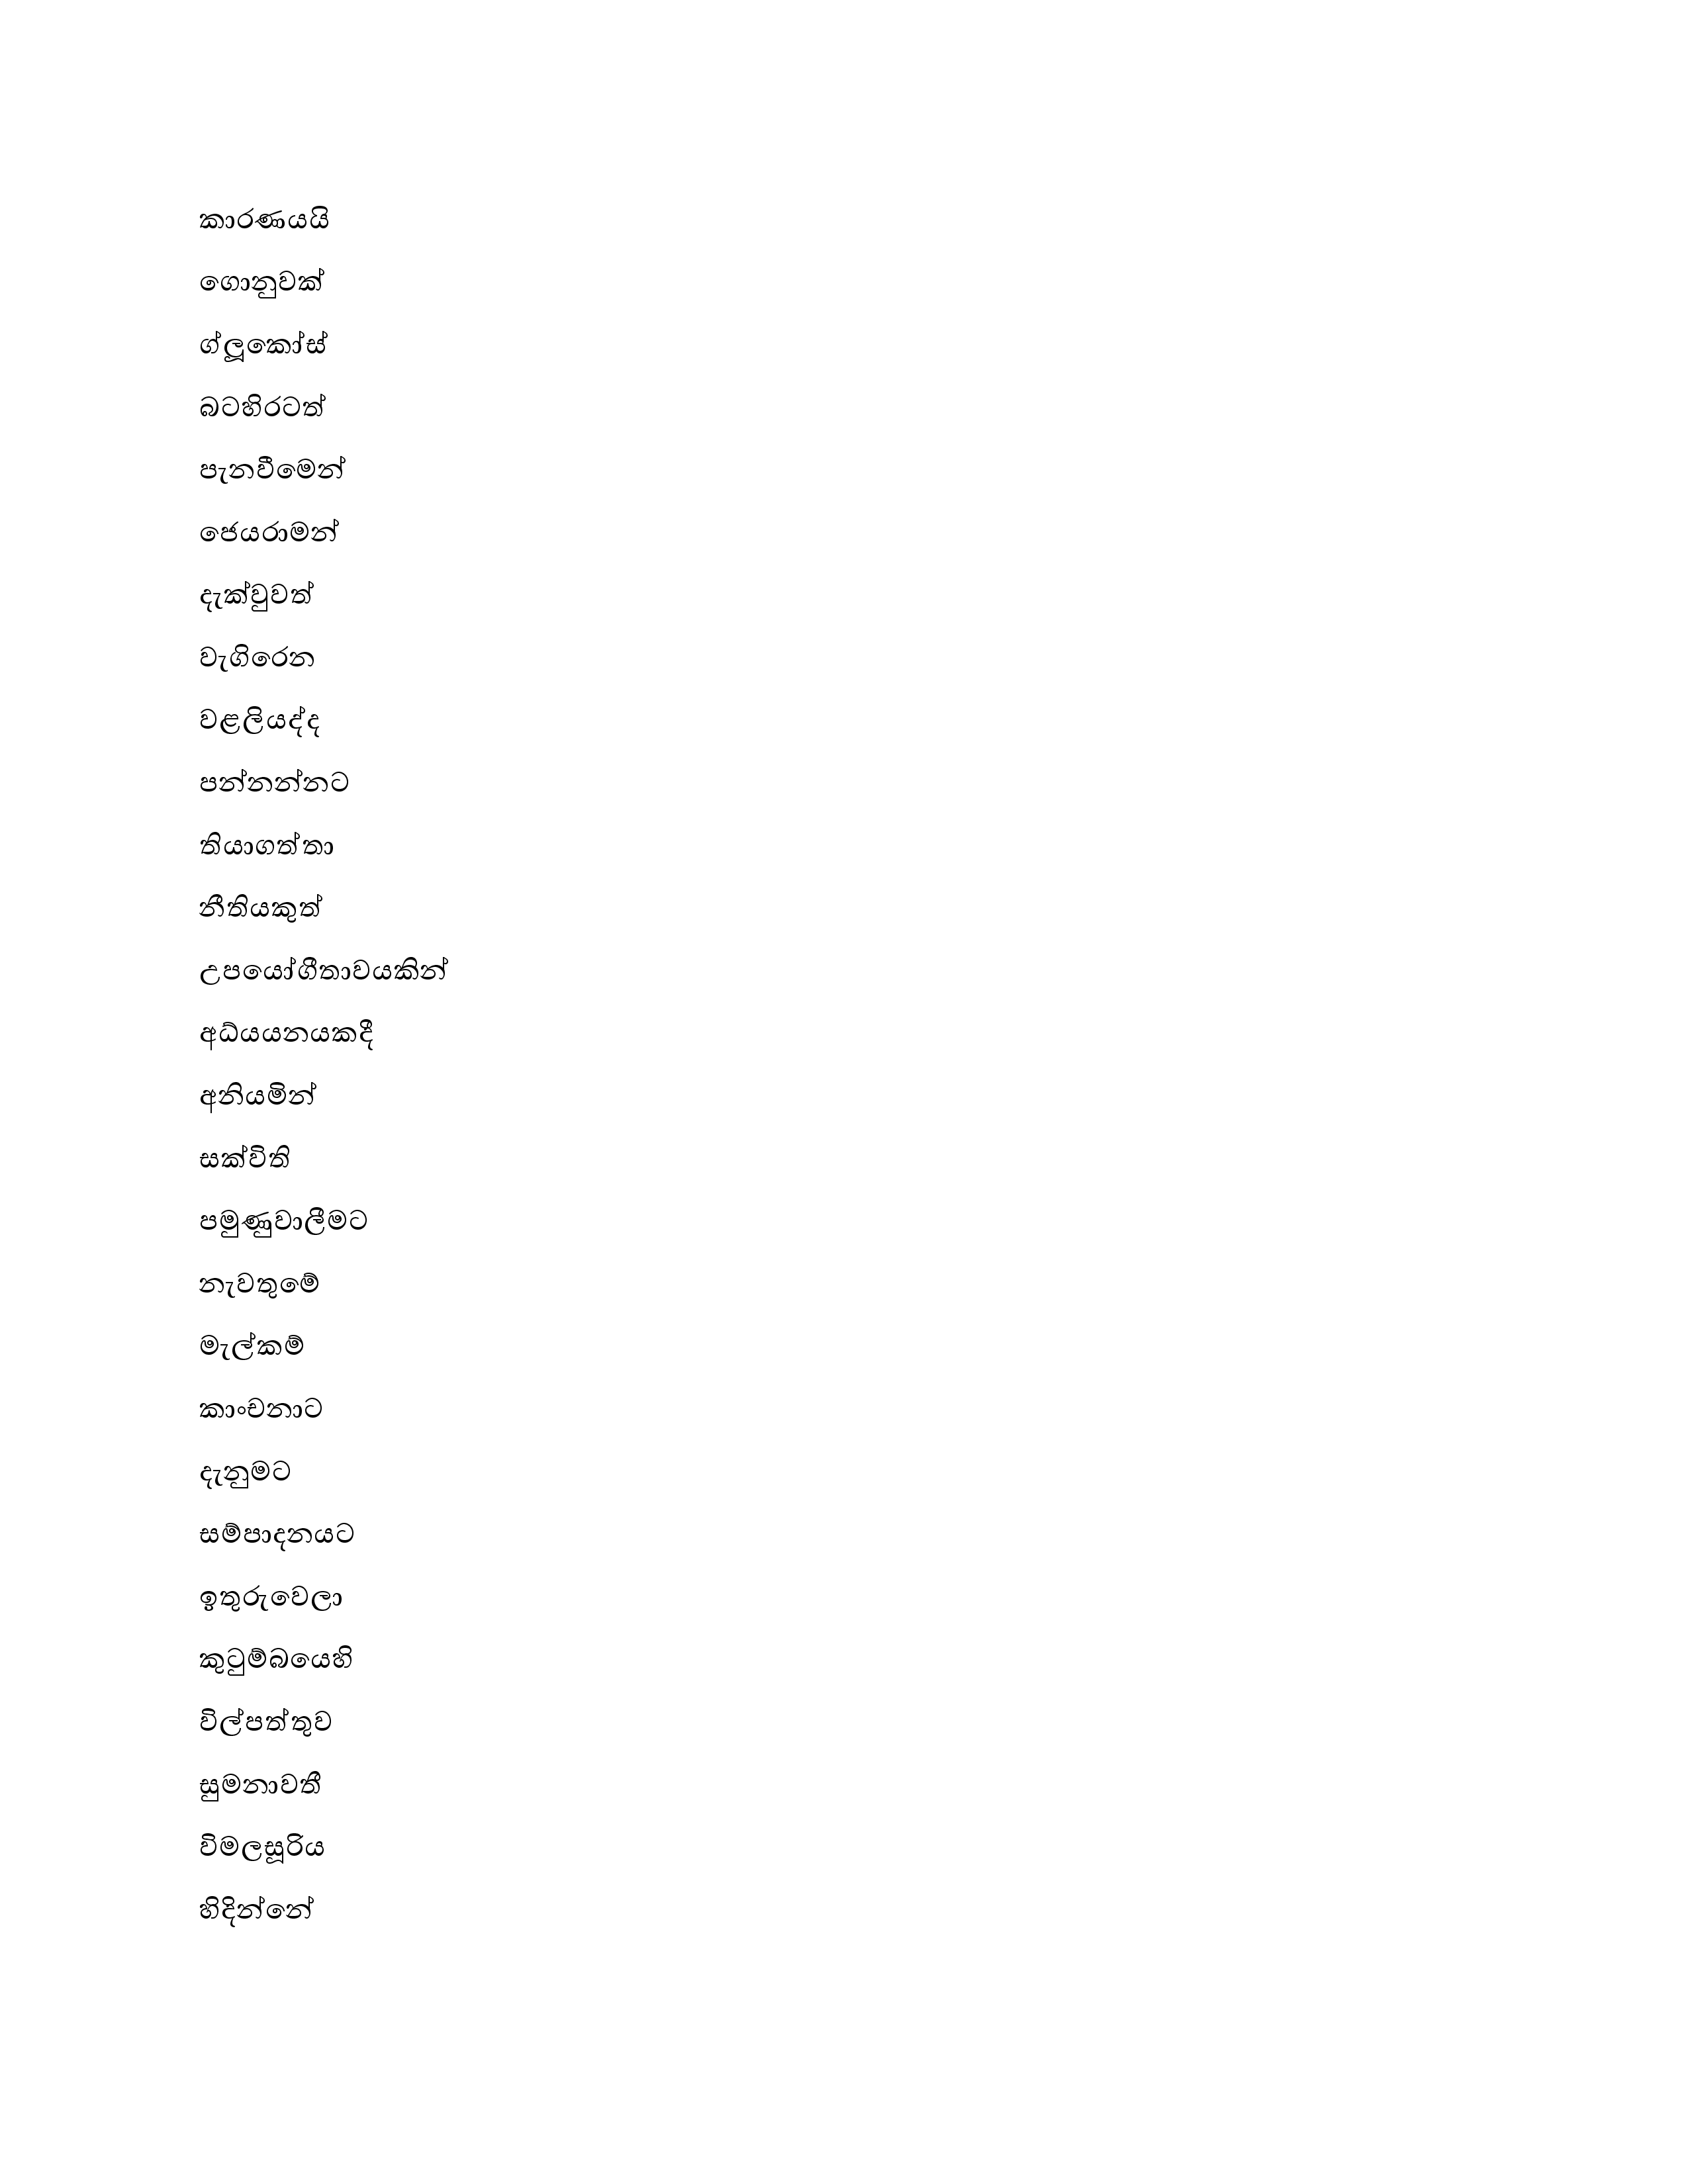 කාරණයයි
ගොනුවක්
ග්ලූකෝස්
බටහිරටත්
පැනවීමෙන්
ජෙයරාමන්
දැක්වුවත්
වැගිරෙන
වළලියද්ද
පන්නන්නට
තියාගත්තා
නීතියකුත්
උපයෝගීතාවයකින්
අධ්යයනයකදී
අනියමින්
සක්විති
පමුණුවාලීමට
නැවතුමේ
මැල්කම්
කාංචනාට
දැනුමට
සම්පාදනයට
ඉතුරුවෙලා
කුටුම්බයෙහි
විල්පත්තුව
සුමනාවතී
විමලසූරිය
හිදින්නේ